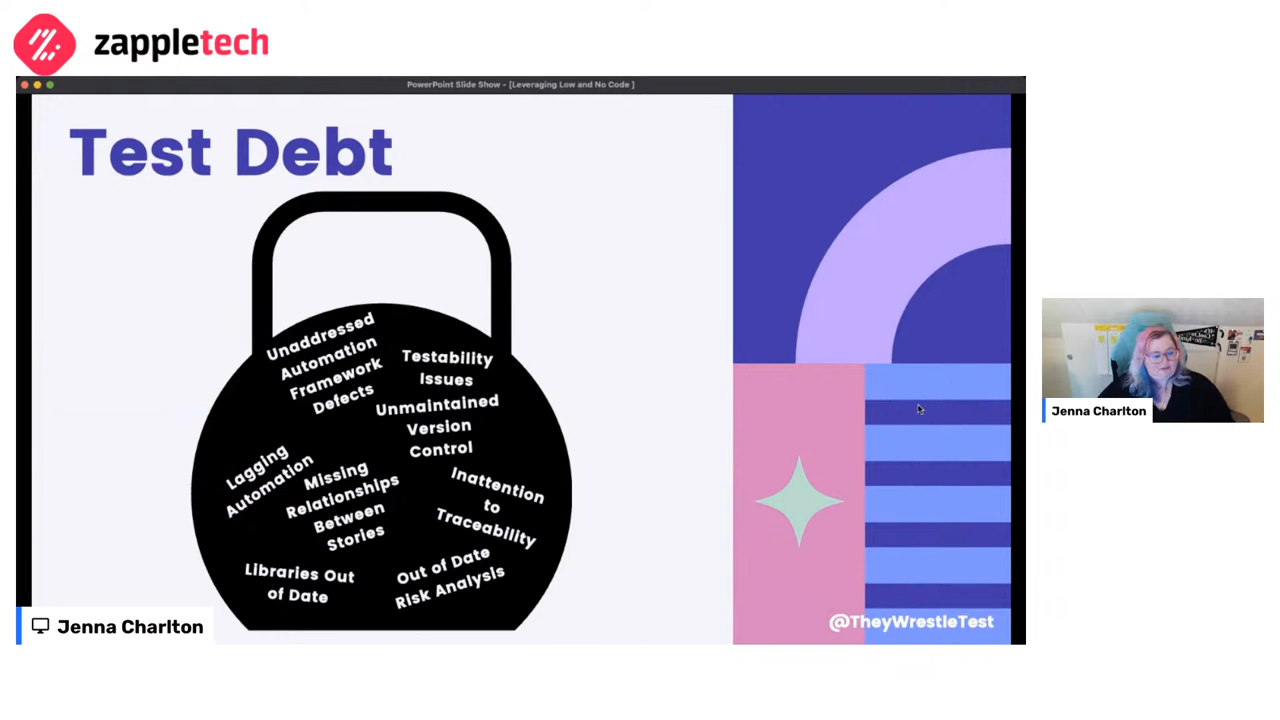 zappletech
PowerPoint Slide Show - [Leveraging Low and No Code ]
Test Debt
Unaddressed
Automation
Framework
Defects
Testability
Issues
Unmaintained
Version
Control
Lagging
Automation
Missing
Relationships
Between
Stories
Inattention
to
Traceability
Libraries Out
of Date
Out of Date
Risk Analysis
@TheyWrestleTest
Jenna Charlton
Jenna Charlton